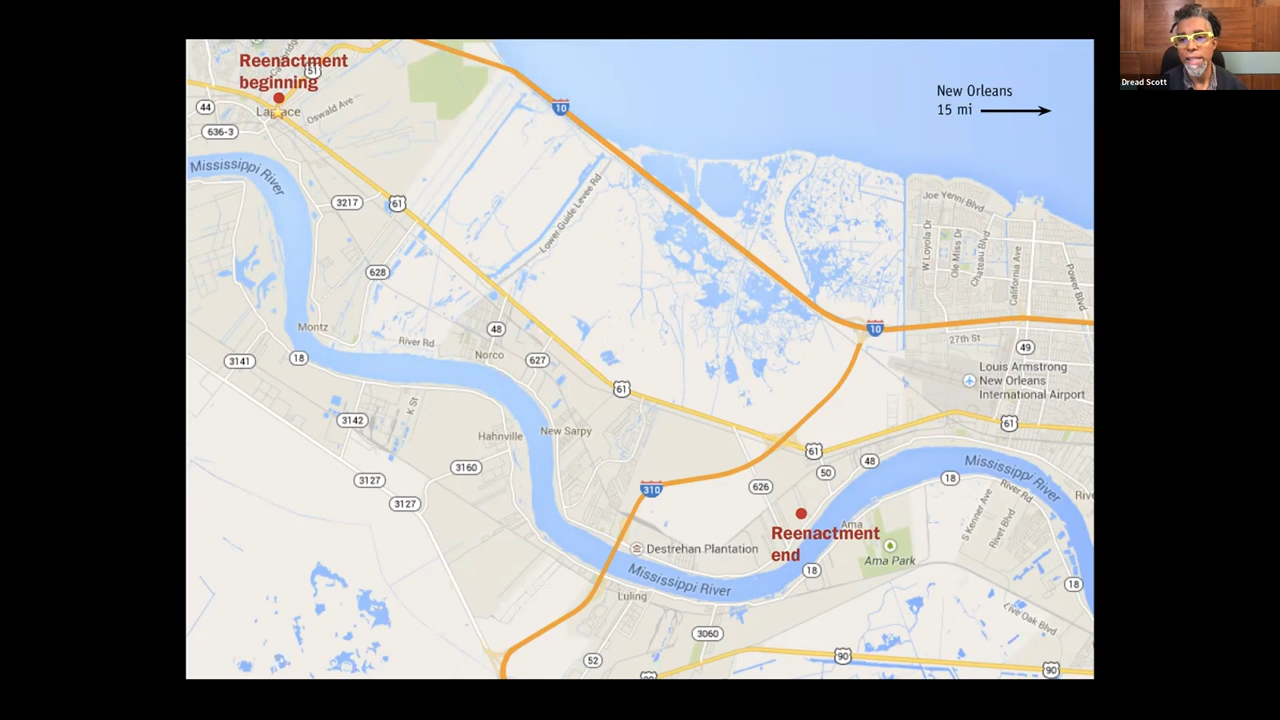 Dread Scott
Reenactment
beginning
51
New Orleans
15 mi
10
44
LaPlace
Oswald Ave
636-3
Mississippi River
3217
61
Lower Guide Levee Rd
Joe Yenni Blvd
W Loyola Dr
Ole Miss Dr
Chateau Blvd
California Ave
Power Blvd
628
Montz
River Rd
48
Norco
627
10
27th St
49
3141
18
61
Louis Armstrong
New Orleans
International Airport
3142
K St
Hahnville
New Sarpy
61
61
3160
50
48
Mississippi River
3127
310
626
18
River Rd
3127
S Kenner Ave
Rivet Blvd
Ama
Reenactment
end
Ama Park
Destrehan Plantation
Mississippi River
18
18
Luling
Live Oak Blvd
3060
52
90
90